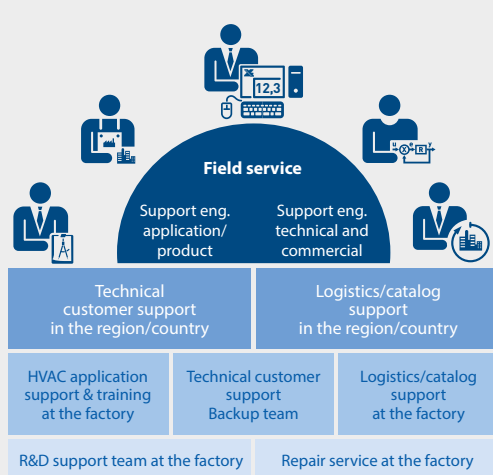 12,3
u
e
R
y
Field service
Support eng.
application/
product
Support eng.
technical and
commercial
Technical
customer support
in the region/country
Logistics/catalog
support
in the region/country
HVAC application
support & training
at the factory
Technical customer
support
Backup team
Logistics/catalog
support
at the factory
R&D support team at the factory
Repair service at the factory